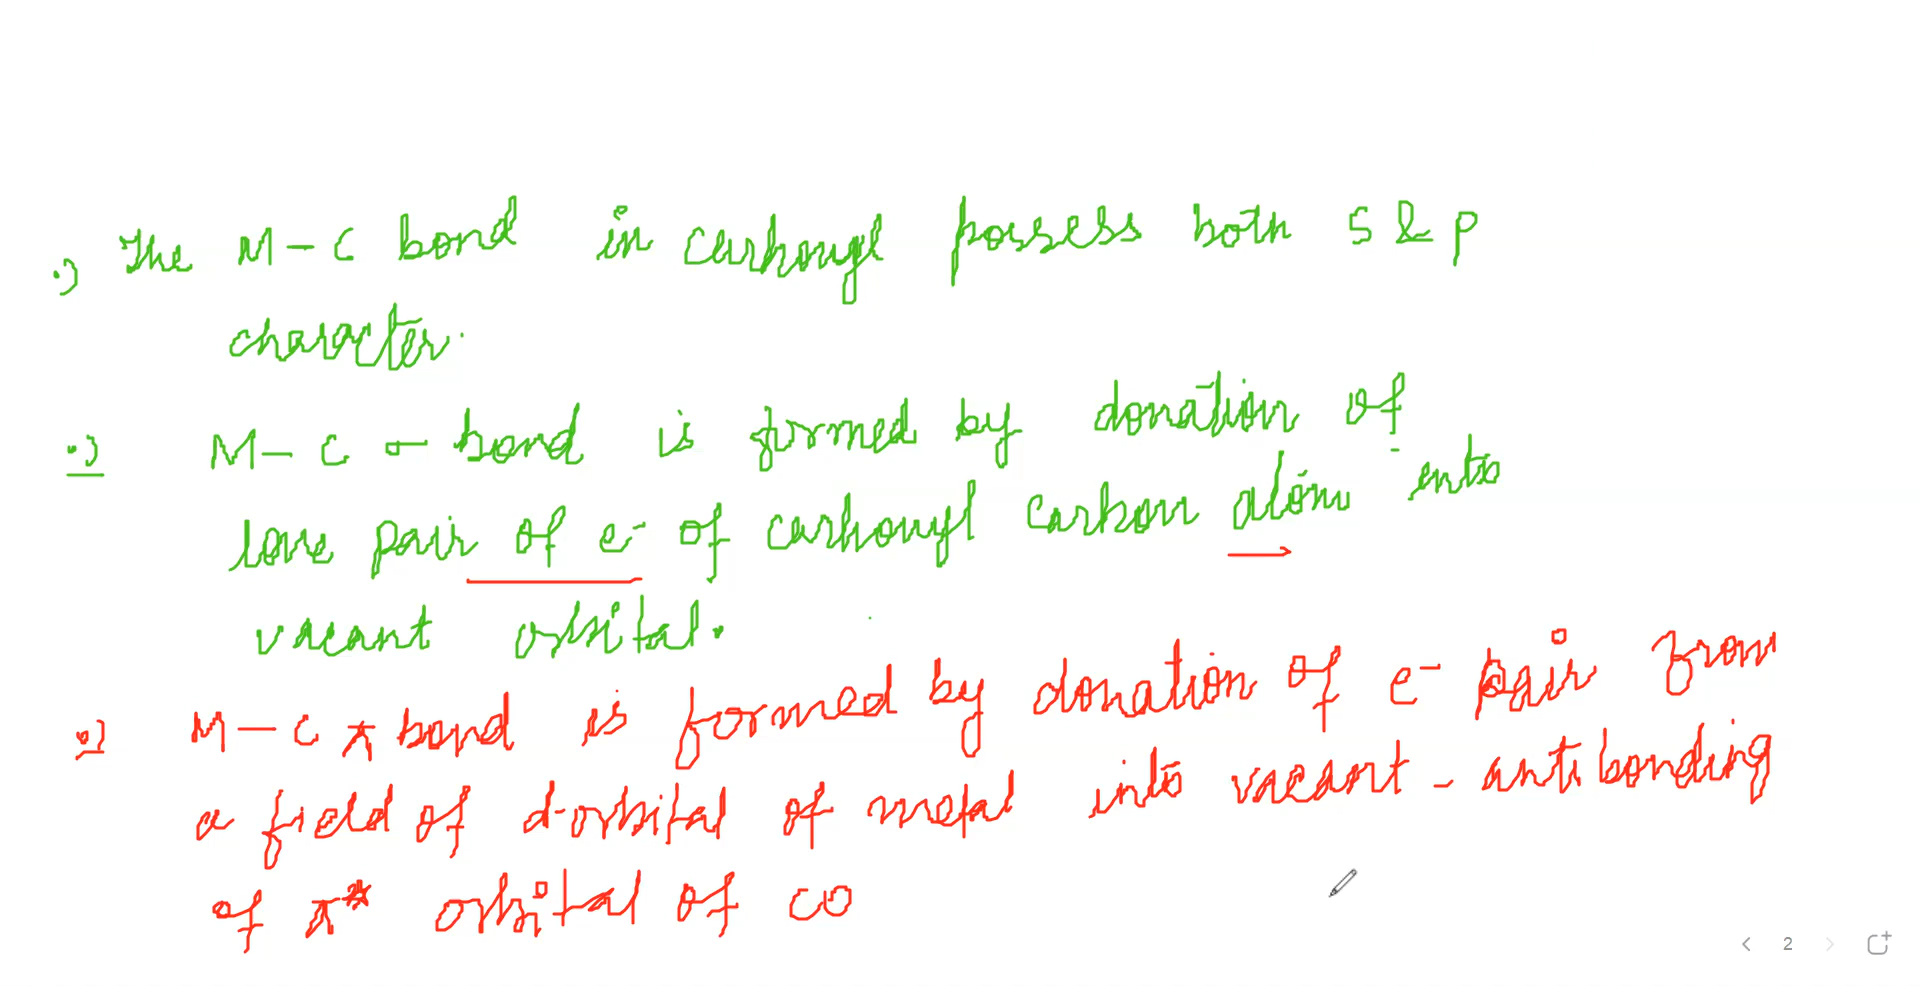 •) The M - C bond in carbonyl possess both s & p
character.
•) M - C σ - bond is formed by donation of
lone pair of e⁻ of carbonyl carbon atom into
vacant orbital.
•) M - C π bond is formed by donation of e⁻ pair from
a field of d-orbital of metal into vacant - antibonding
of π* orbital of CO
2